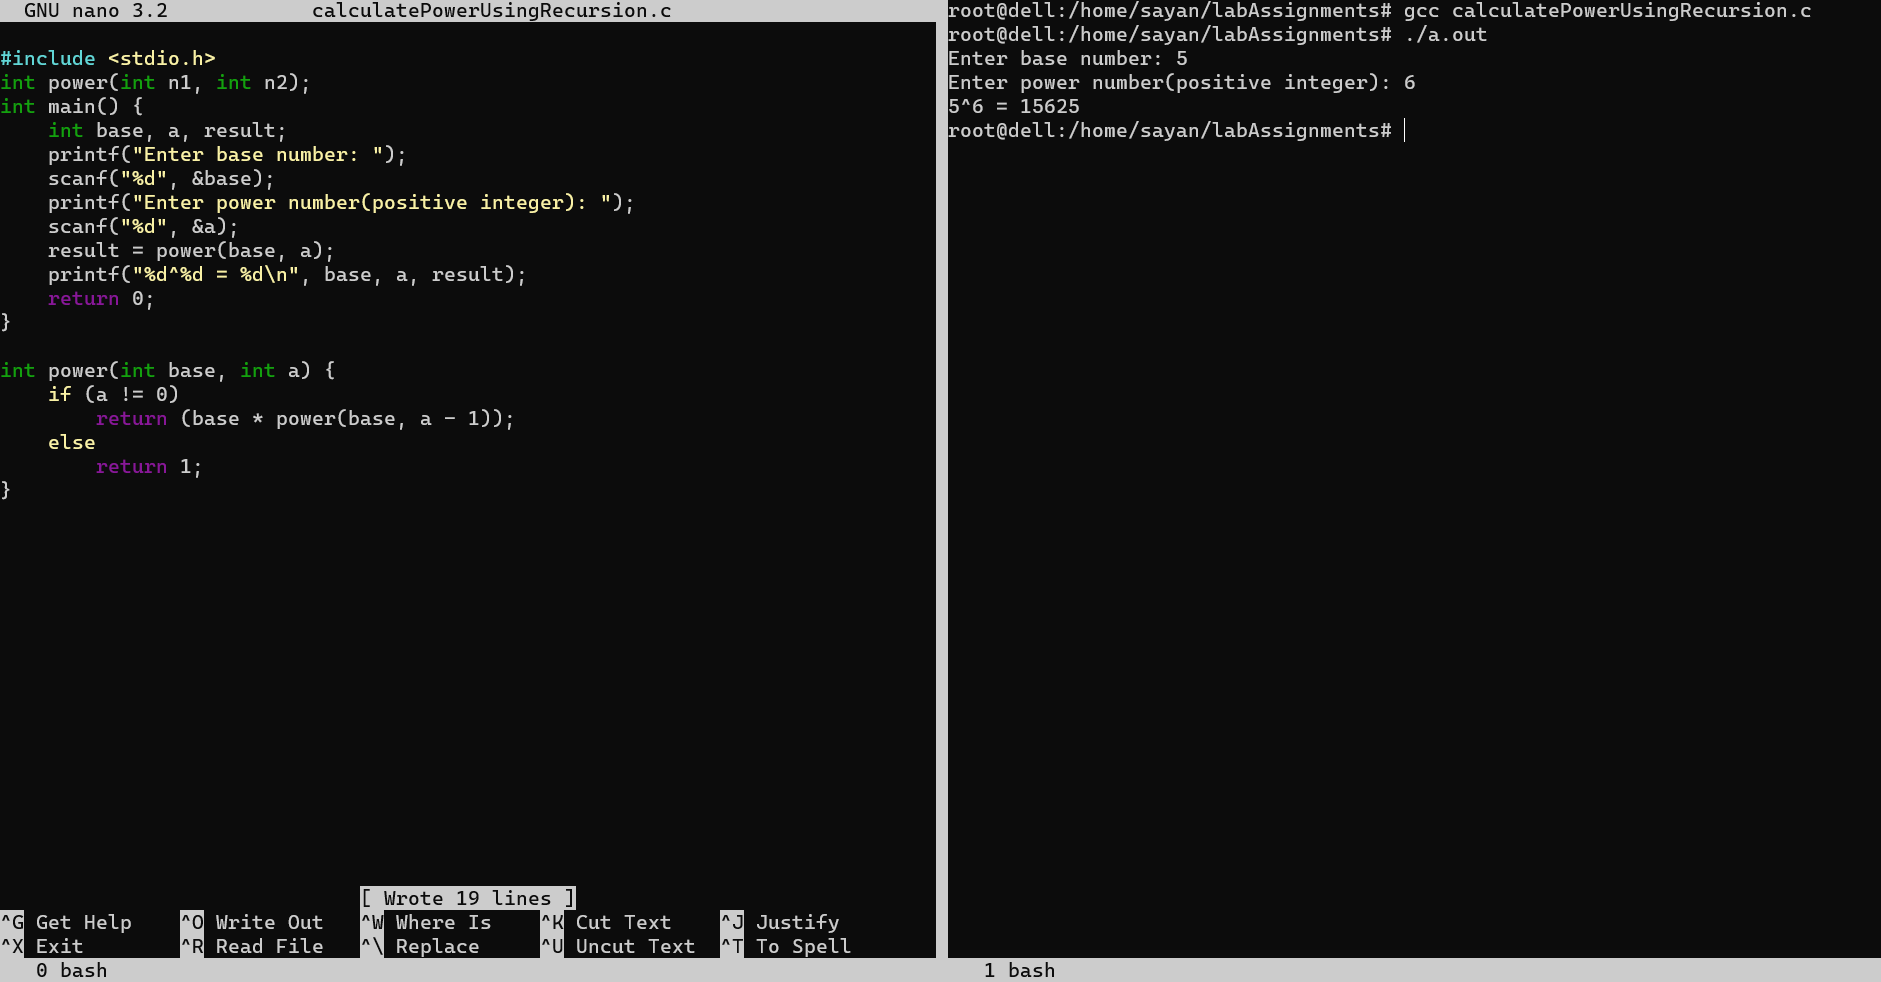 GNU nano 3.2            calculatePowerUsingRecursion.c
#include <stdio.h>
int power(int n1, int n2);
int main() {
    int base, a, result;
    printf("Enter base number: ");
    scanf("%d", &base);
    printf("Enter power number(positive integer): ");
    scanf("%d", &a);
    result = power(base, a);
    printf("%d^%d = %d\n", base, a, result);
    return 0;
}
int power(int base, int a) {
    if (a != 0)
        return (base * power(base, a - 1));
    else
        return 1;
}
[ Wrote 19 lines ]
^G Get Help    ^O Write Out   ^W Where Is    ^K Cut Text    ^J Justify
^X Exit        ^R Read File   ^\ Replace     ^U Uncut Text  ^T To Spell
0 bash
root@dell:/home/sayan/labAssignments# gcc calculatePowerUsingRecursion.c
root@dell:/home/sayan/labAssignments# ./a.out
Enter base number: 5
Enter power number(positive integer): 6
5^6 = 15625
root@dell:/home/sayan/labAssignments#
1 bash